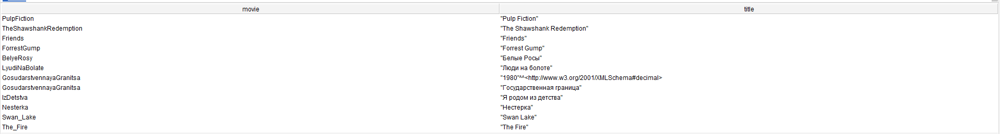 movie title
PulpFiction "Pulp Fiction"
TheShawshankRedemption "The Shawshank Redemption"
Friends "Friends"
ForrestGump "Forrest Gump"
BelyeRosy "Белые Росы"
LyudiNaBolate "Люди на болоте"
GosudarstvennayaGranitsa "1980"^^<http://www.w3.org/2001/XMLSchema#decimal>
GosudarstvennayaGranitsa "Государственная граница"
IzDetstva "Я родом из детства"
Nesterka "Нестерка"
Swan_Lake "Swan Lake"
The_Fire "The Fire"